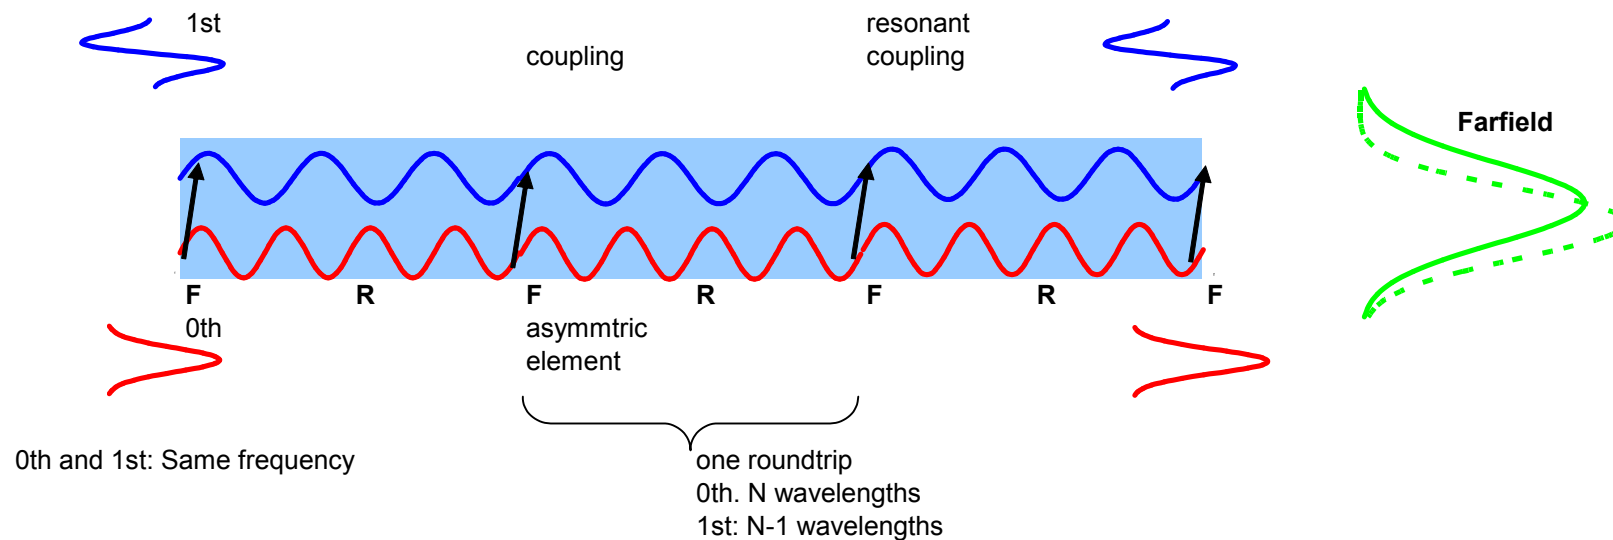 1st
coupling
resonant
coupling
Farfield
F R F R F R F
0th
asymmtric
element
0th and 1st: Same frequency
one roundtrip
0th. N wavelengths
1st: N-1 wavelengths